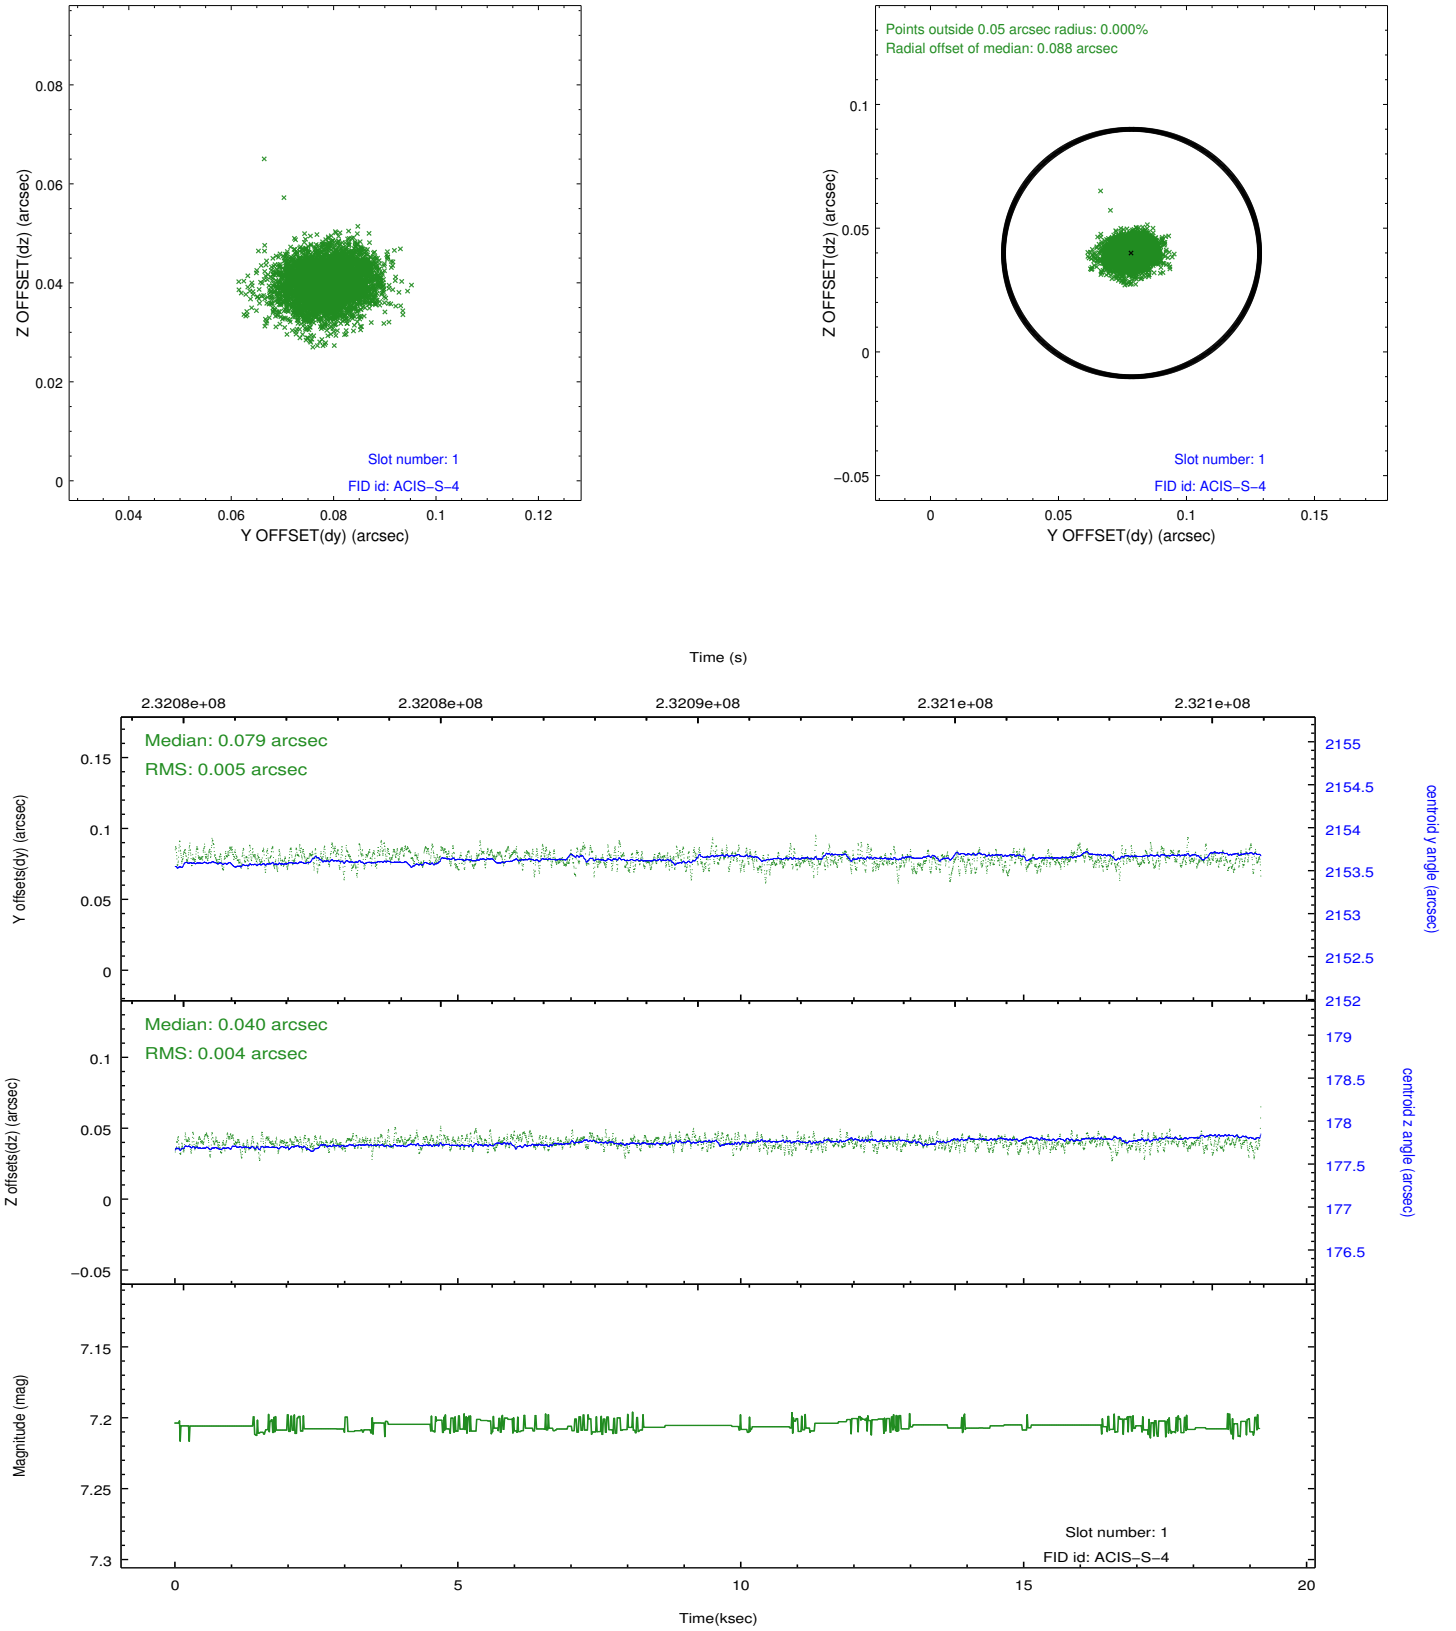 0.08
0.06
0.04
0.02
0
Z OFFSET(dz) (arcsec)
Slot number: 1
FID id: ACIS−S−4
0.04 0.06 0.08 0.1 0.12
Y OFFSET(dy) (arcsec)
Points outside 0.05 arcsec radius: 0.000%
Radial offset of median: 0.088 arcsec
0.1
0.05
0
−0.05
Z OFFSET(dz) (arcsec)
Slot number: 1
FID id: ACIS−S−4
0 0.05 0.1 0.15
Y OFFSET(dy) (arcsec)
Time (s)
2.3208e+08 2.3208e+08 2.3209e+08 2.321e+08 2.321e+08
Median: 0.079 arcsec
RMS: 0.005 arcsec
0.15
0.1
0.05
0
Y offsets(dy) (arcsec)
2155
2154.5
2154
2153.5
2153
2152.5
2152
centroid y angle (arcsec)
Median: 0.040 arcsec
RMS: 0.004 arcsec
0.1
0.05
0
−0.05
Z offsets(dz) (arcsec)
179
178.5
178
177.5
177
176.5
centroid z angle (arcsec)
7.15
7.2
7.25
7.3
Magnitude (mag)
Slot number: 1
FID id: ACIS−S−4
0 5 10 15 20
Time(ksec)